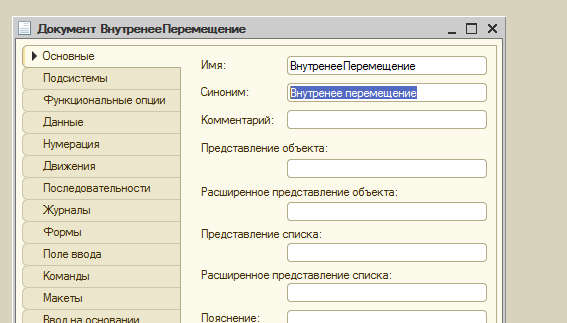 Документ ВнутренееПеремещение
Основные
Подсистемы
Функциональные опции
Данные
Нумерация
Движения
Последовательности
Журналы
Формы
Поле ввода
Команды
Макеты
Ввод на основании
Имя: ВнутренееПеремещение
Синоним: Внутренее перемещение
Комментарий:
Представление объекта:
Расширенное представление объекта:
Представление списка:
Расширенное представление списка:
Пояснение: